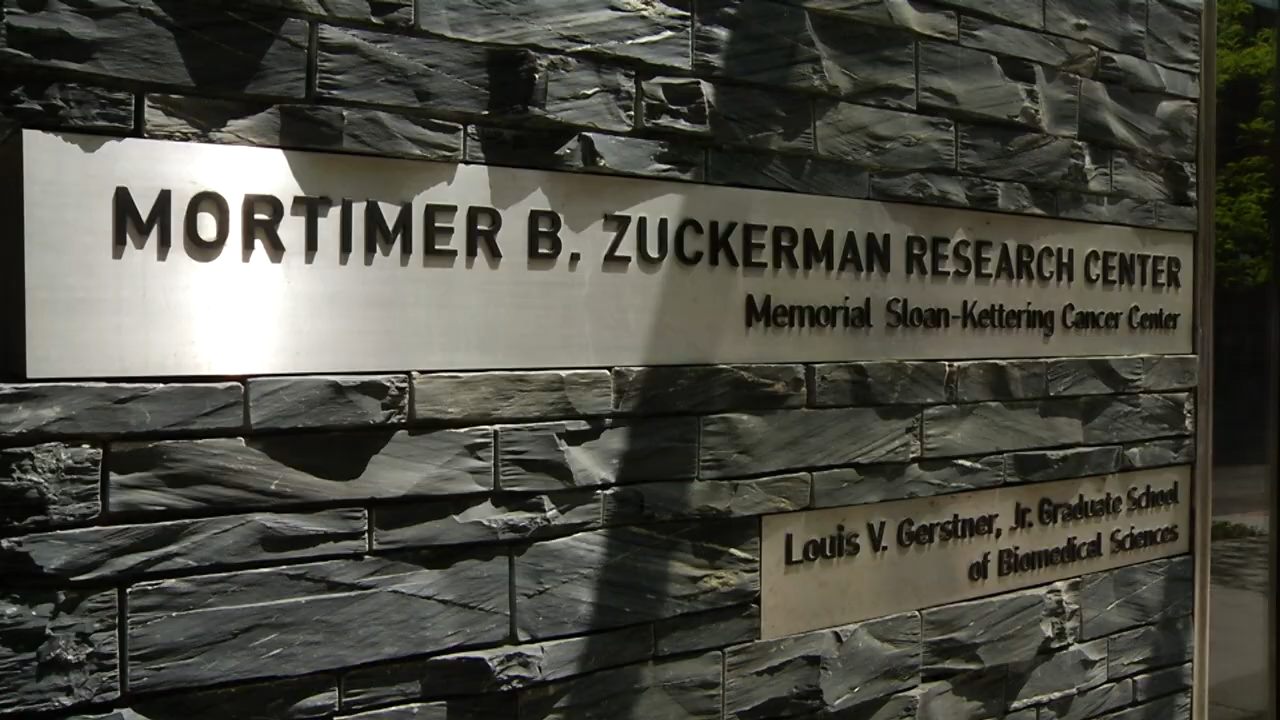 MORTIMER B. ZUCKERMAN RESEARCH CENTER
Memorial Sloan-Kettering Cancer Center
Louis V. Gerstner, Jr. Graduate School
of Biomedical Sciences